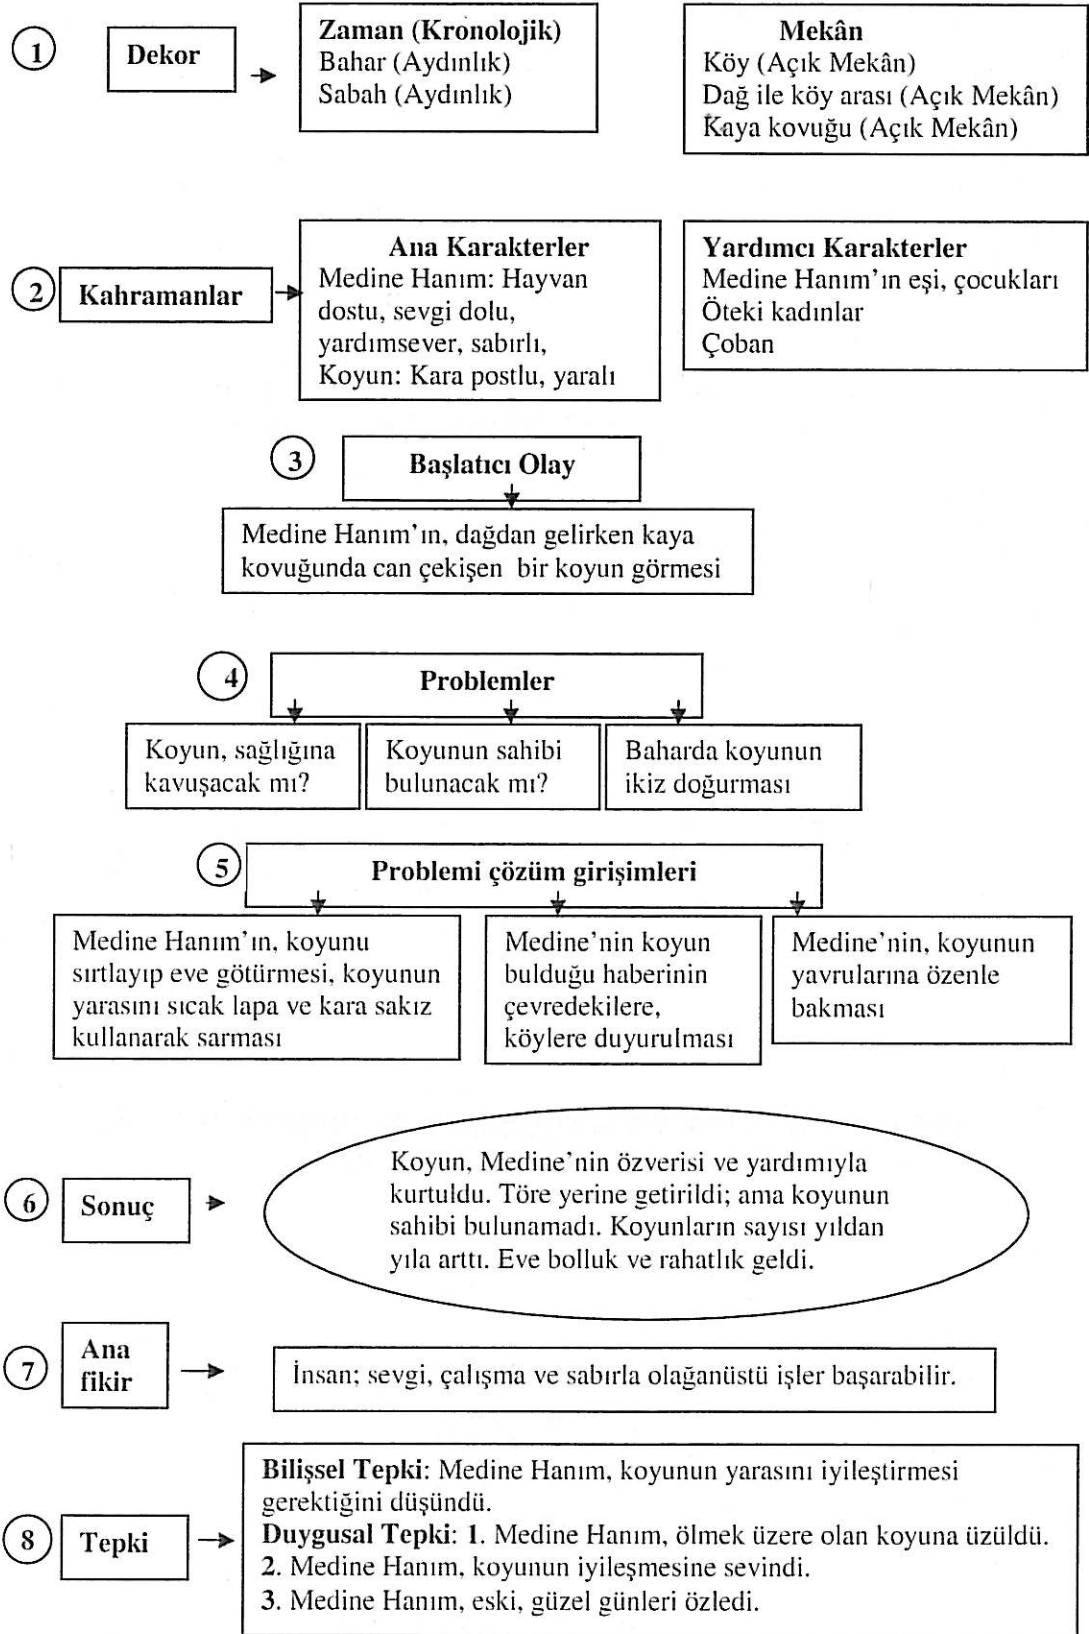 1
Dekor
Zaman (Kronolojik)
Bahar (Aydınlık)
Sabah (Aydınlık)
Mekân
Köy (Açık Mekân)
Dağ ile köy arası (Açık Mekân)
Kaya kovuğu (Açık Mekân)
2
Kahramanlar
Ana Karakterler
Medine Hanım: Hayvan
dostu, sevgi dolu,
yardımsever, sabırlı,
Koyun: Kara postlu, yaralı
Yardımcı Karakterler
Medine Hanım'ın eşi, çocukları
Öteki kadınlar
Çoban
3
Başlatıcı Olay
Medine Hanım'ın, dağdan gelirken kaya
kovuğunda can çekişen bir koyun görmesi
4
Problemler
Koyun, sağlığına
kavuşacak mı?
Koyunun sahibi
bulunacak mı?
Baharda koyunun
ikiz doğurması
5
Problemi çözüm girişimleri
Medine Hanım'ın, koyunu
sırtlayıp eve götürmesi, koyunun
yarasını sıcak lapa ve kara sakız
kullanarak sarması
Medine'nin koyun
bulduğu haberinin
çevredekilere,
köylere duyurulması
Medine'nin, koyunun
yavrularına özenle
bakması
6
Sonuç
Koyun, Medine'nin özverisi ve yardımıyla
kurtuldu. Töre yerine getirildi; ama koyunun
sahibi bulunamadı. Koyunların sayısı yıldan
yıla arttı. Eve bolluk ve rahatlık geldi.
7
Ana
fikir
İnsan; sevgi, çalışma ve sabırla olağanüstü işler başarabilir.
8
Tepki
Bilişsel Tepki: Medine Hanım, koyunun yarasını iyileştirmesi
gerektiğini düşündü.
Duygusal Tepki: 1. Medine Hanım, ölmek üzere olan koyuna üzüldü.
2. Medine Hanım, koyunun iyileşmesine sevindi.
3. Medine Hanım, eski, güzel günleri özledi.